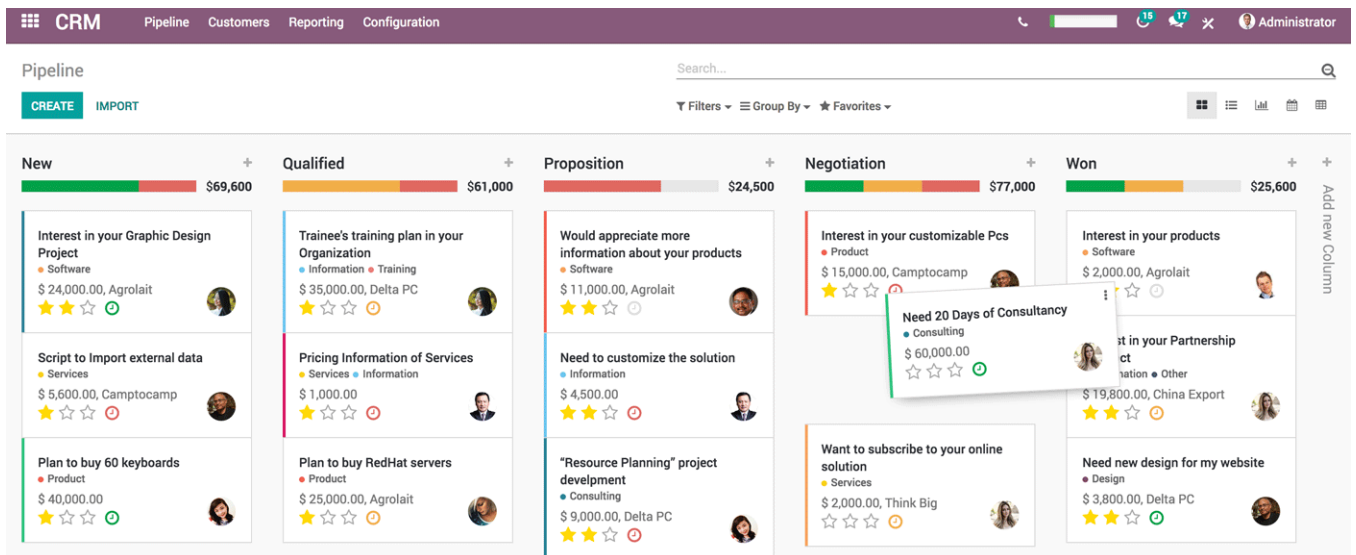 CRM Pipeline Customers Reporting Configuration 15 17 Administrator
Pipeline
Search...
CREATE IMPORT
Filters Group By Favorites
New
$69,600
Interest in your Graphic Design
Project
Software
$ 24,000.00, Agrolait
Script to Import external data
Services
$ 5,600.00, Camptocamp
Plan to buy 60 keyboards
Product
$ 40,000.00
Qualified
$61,000
Trainee's training plan in your
Organization
Information Training
$ 35,000.00, Delta PC
Pricing Information of Services
Services Information
$ 1,000.00
Plan to buy RedHat servers
Product
$ 25,000.00, Agrolait
Proposition
$24,500
Would appreciate more
information about your products
Software
$ 11,000.00, Agrolait
Need to customize the solution
Information
$ 4,500.00
“Resource Planning” project
develpment
Consulting
$ 9,000.00, Delta PC
Negotiation
$77,000
Interest in your customizable Pcs
Product
$ 15,000.00, Camptocamp
Need 20 Days of Consultancy
Consulting
$ 60,000.00
Want to subscribe to your online
solution
Services
$ 2,000.00, Think Big
Won
$25,600
Interest in your products
Software
$ 2,000.00, Agrolait
in your Partnership
Other
$ 19,800.00, China Export
Need new design for my website
Design
$ 3,800.00, Delta PC
Add new Column